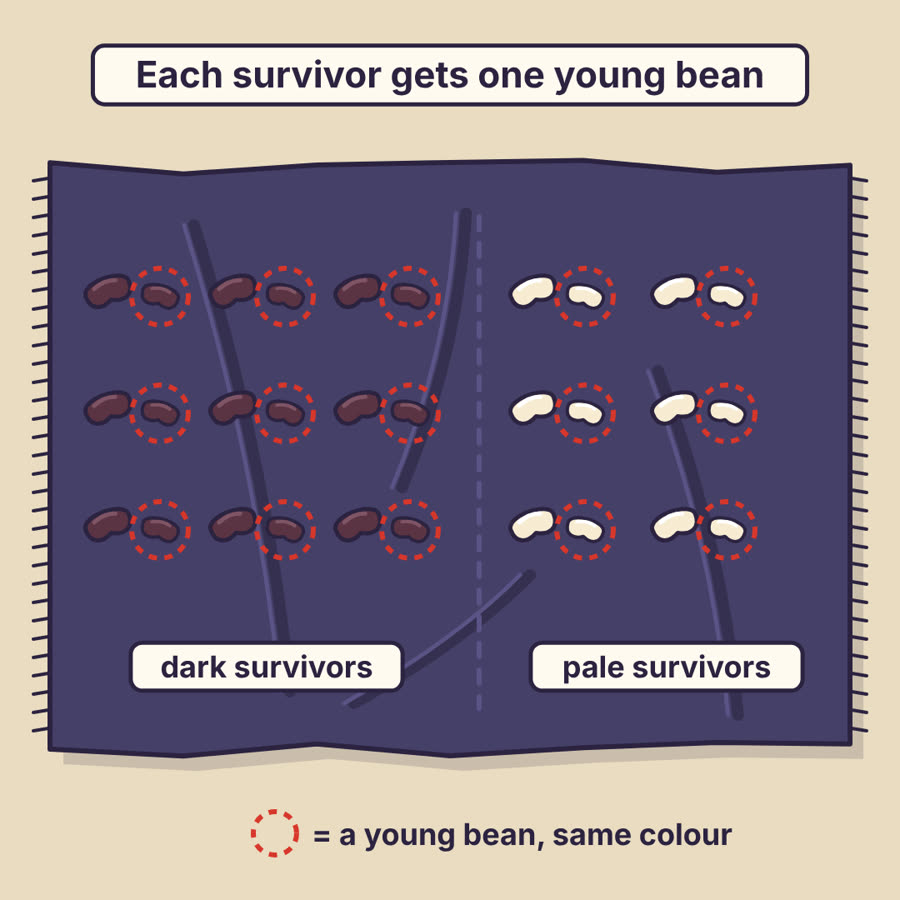 Each survivor gets one young bean
dark survivors
pale survivors
= a young bean, same colour